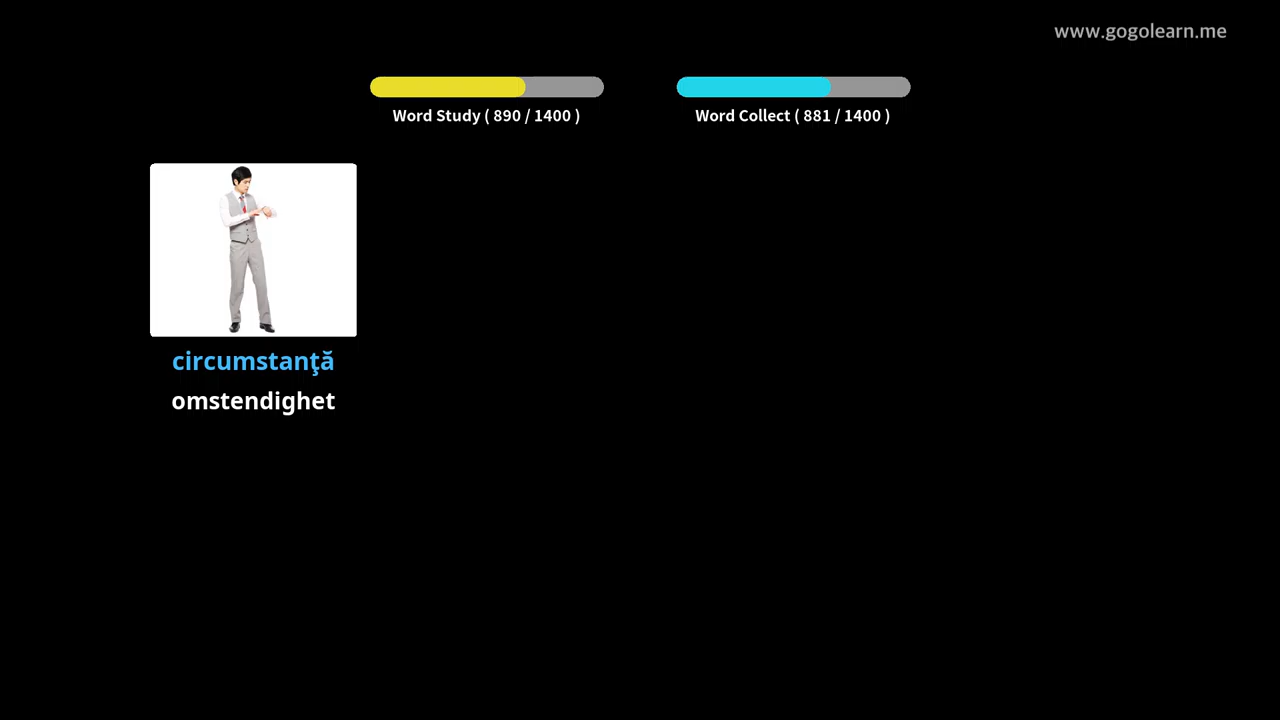 www.gogolearn.me
Word Study ( 890 / 1400 )
Word Collect ( 881 / 1400 )
circumstanţă
omstendighet